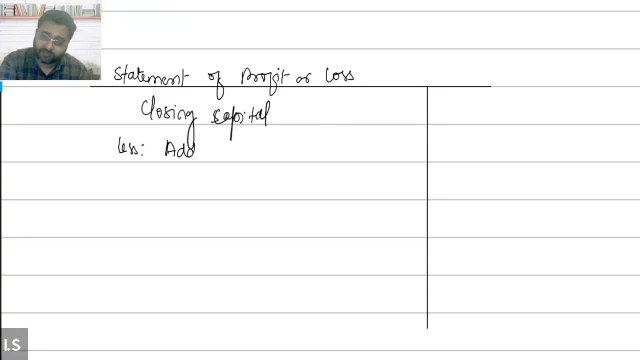 Statement of Profit or Loss
Closing capital
Less: Add
I.S